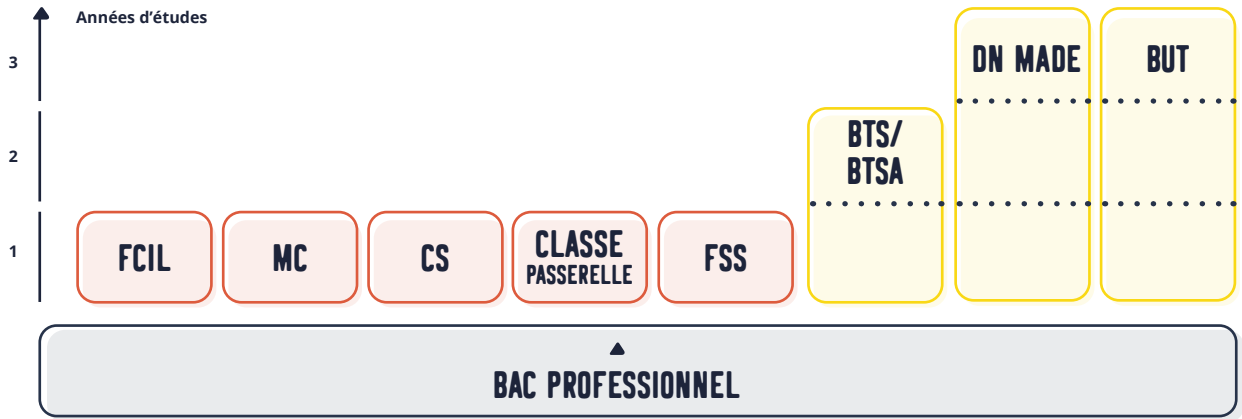 Années d’études
3
DN MADE
BUT
2
BTS/
BTSA
1
FCIL
MC
CS
CLASSE
PASSERELLE
FSS
BAC PROFESSIONNEL